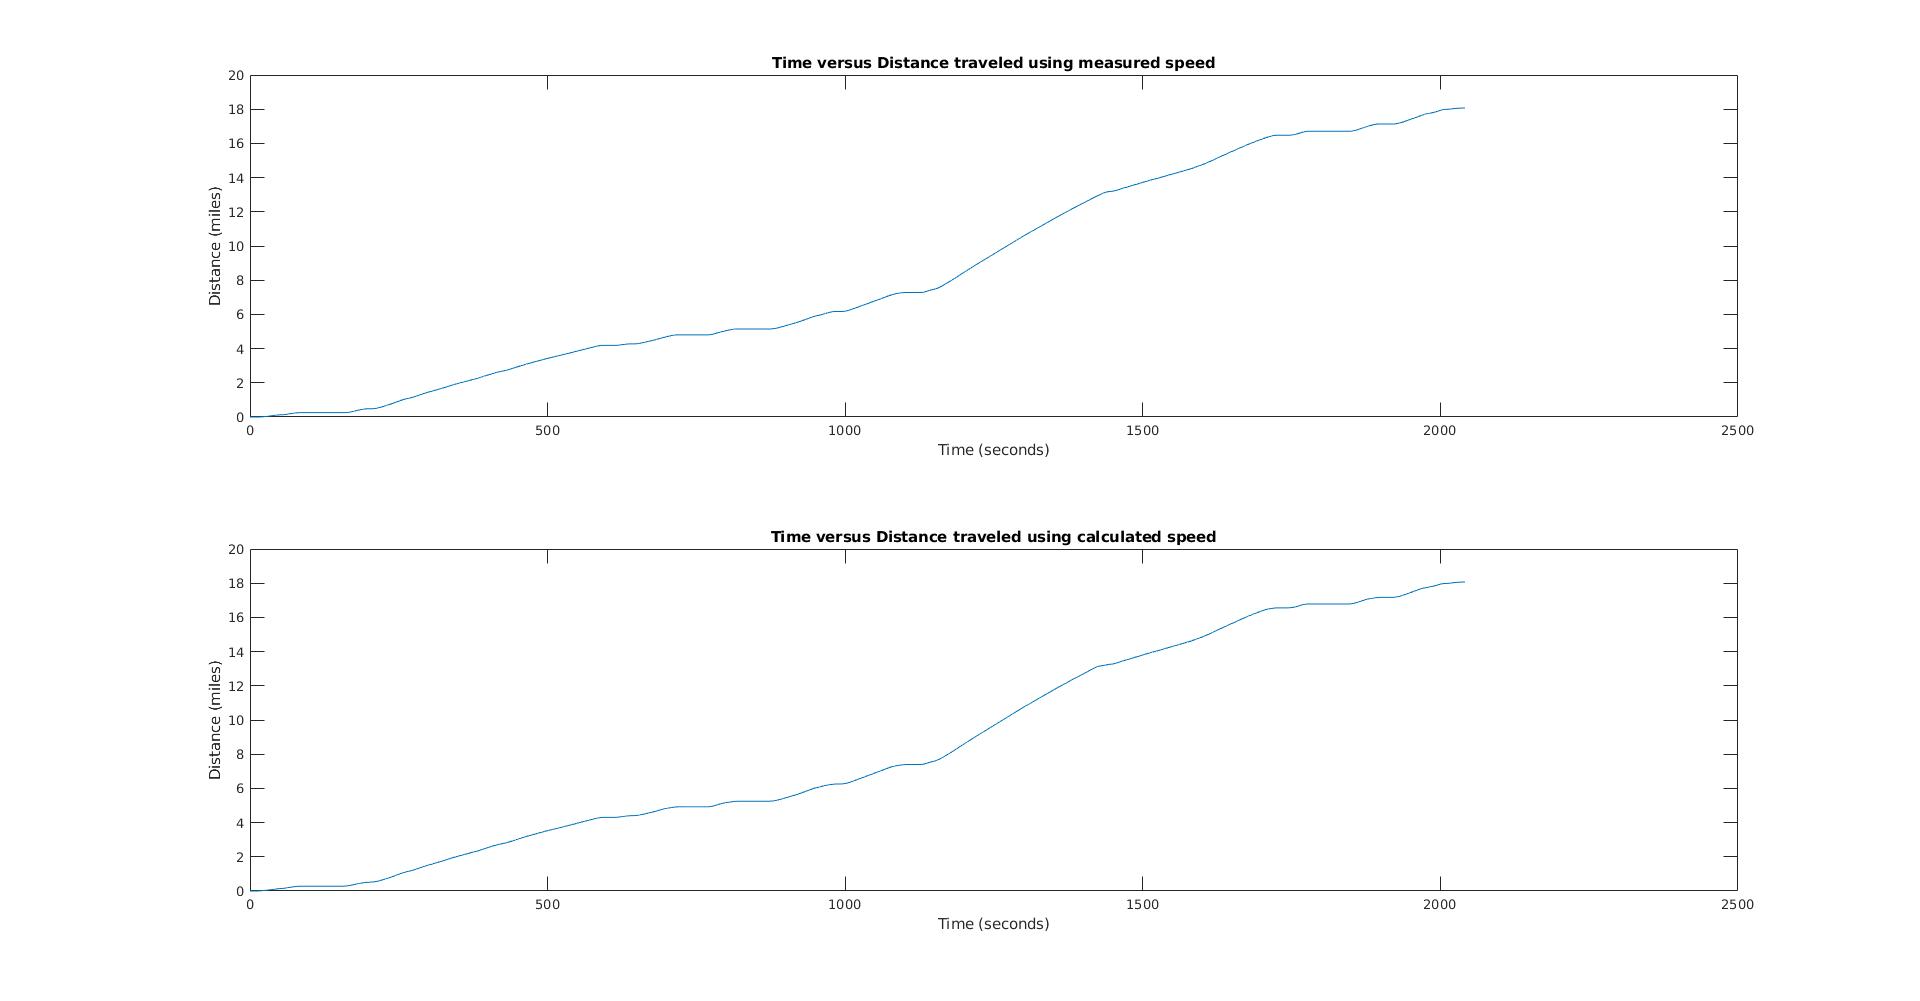 Time versus Distance traveled using measured speed
20
18
16
14
12
10
8
6
4
2
0
Distance (miles)
0 500 1000 1500 2000 2500
Time (seconds)
Time versus Distance traveled using calculated speed
20
18
16
14
12
10
8
6
4
2
0
Distance (miles)
0 500 1000 1500 2000 2500
Time (seconds)